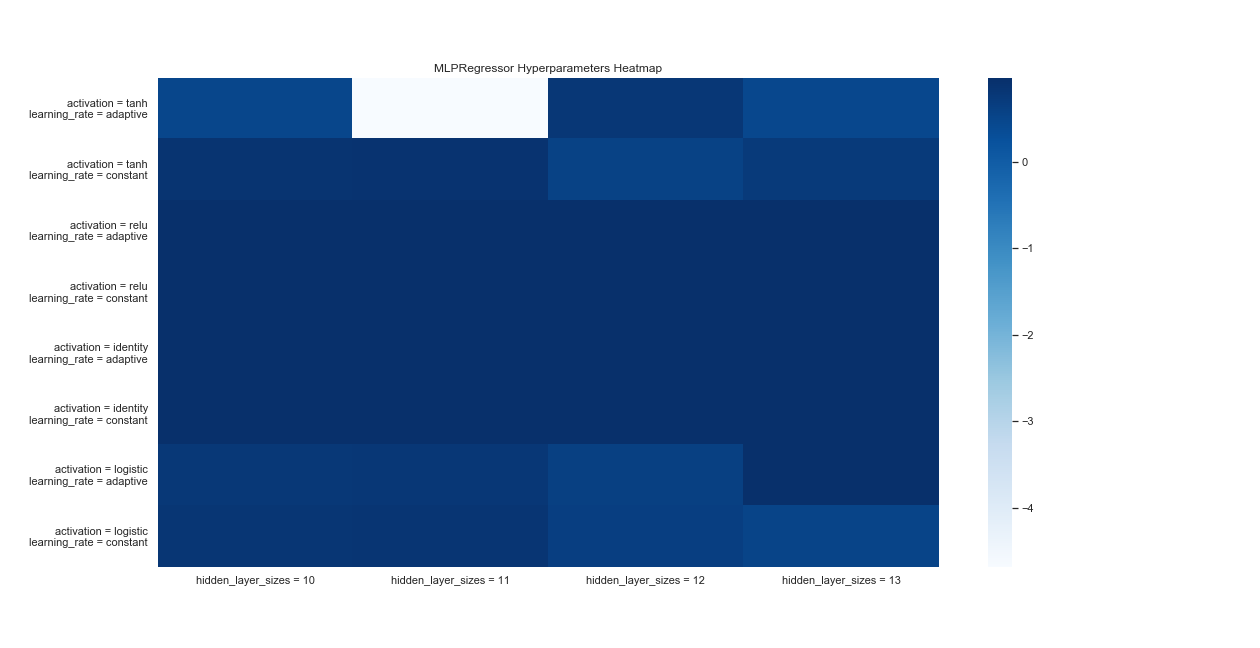 MLPRegressor Hyperparameters Heatmap
activation = tanh
learning_rate = adaptive
activation = tanh
learning_rate = constant
activation = relu
learning_rate = adaptive
activation = relu
learning_rate = constant
activation = identity
learning_rate = adaptive
activation = identity
learning_rate = constant
activation = logistic
learning_rate = adaptive
activation = logistic
learning_rate = constant
hidden_layer_sizes = 10
hidden_layer_sizes = 11
hidden_layer_sizes = 12
hidden_layer_sizes = 13
0
−1
−2
−3
−4